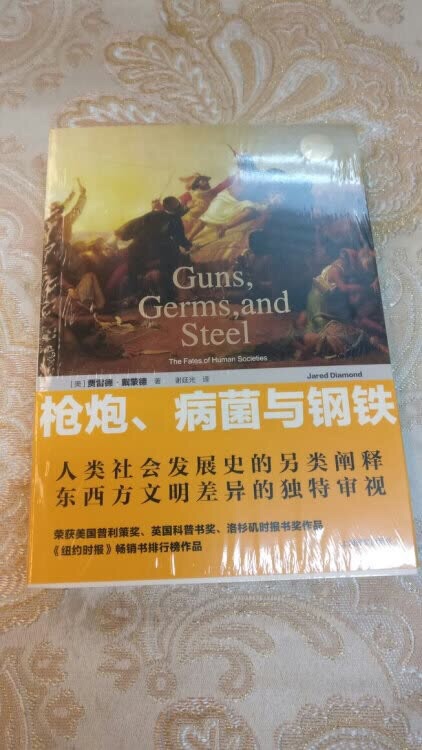 Guns,
Germs, and
Steel
The Fates of Human Societies
Jared Diamond
[美] 贾雷德·戴蒙德 著 谢延光 译
枪炮、病菌与钢铁
人类社会发展史的另类阐释
东西方文明差异的独特审视
荣获美国普利策奖、英国科普书奖、洛杉矶时报书奖作品
《纽约时报》畅销书排行榜作品